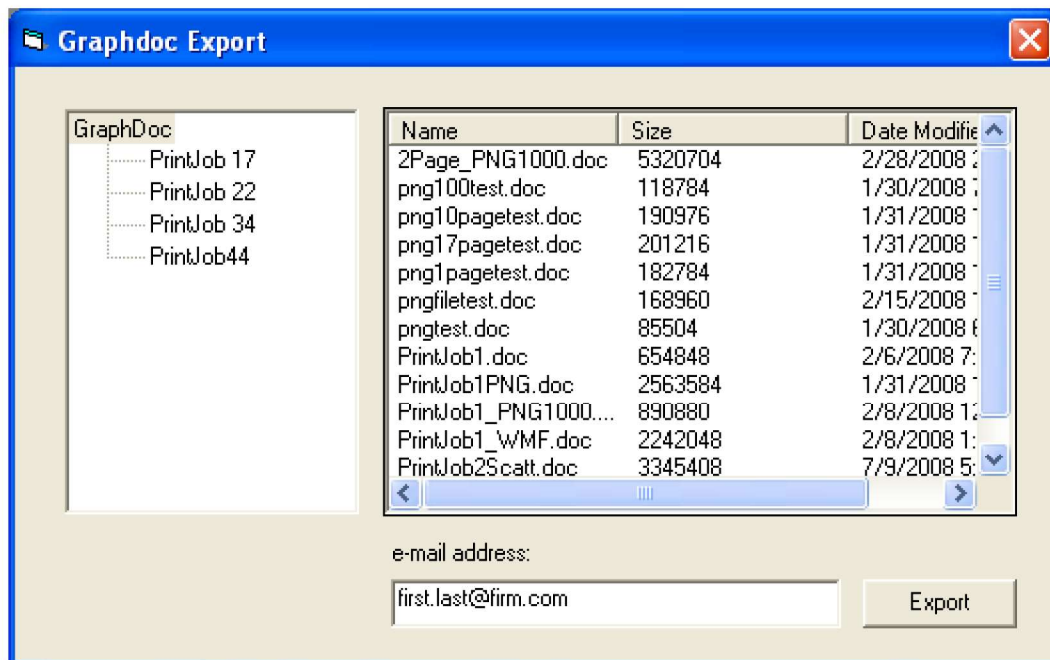 Graphdoc Export
GraphDoc
PrintJob 17
PrintJob 22
PrintJob 34
PrintJob44
Name Size Date Modifie
2Page_PNG1000.doc 5320704 2/28/2008
png100test.doc 118784 1/30/2008
png10pagetest.doc 190976 1/31/2008
png17pagetest.doc 201216 1/31/2008
png1pagetest.doc 182784 1/31/2008
pngfiletest.doc 168960 2/15/2008
pngtest.doc 85504 1/30/2008
PrintJob1.doc 654848 2/6/2008 7:
PrintJob1PNG.doc 2563584 1/31/2008
PrintJob1_PNG1000.... 890880 2/8/2008
PrintJob1_WMF.doc 2242048 2/8/2008 1:
PrintJob2Scatt.doc 3345408 7/9/2008 5:
e-mail address:
first.last@firm.com
Export